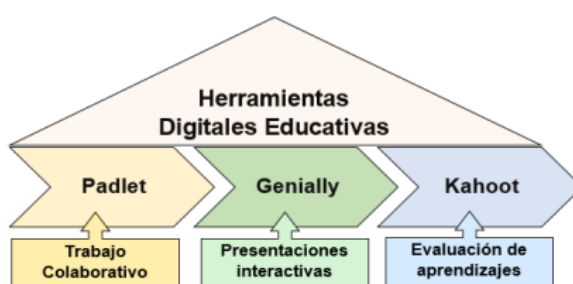 Herramientas
Digitales Educativas
Padlet
Genially
Kahoot
Trabajo
Colaborativo
Presentaciones
interactivas
Evaluación de
aprendizajes